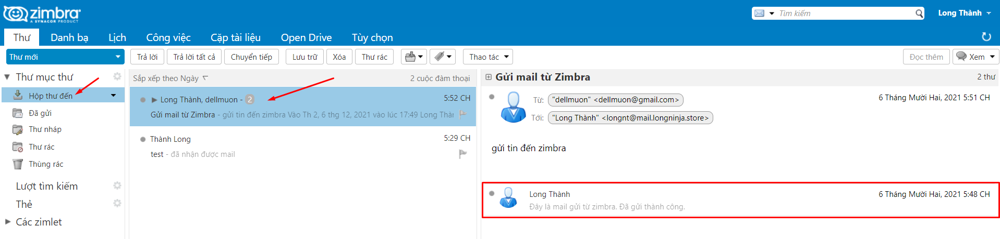 zimbra
A SYNACOR PRODUCT
Tìm kiếm
Long Thành
Thư Danh bạ Lịch Công việc Cặp tài liệu Open Drive Tùy chọn
Thư mới
Trả lời Trả lời tất cả Chuyển tiếp Lưu trữ Xóa Thư rác Thao tác Đọc thêm Xem
Thư mục thư
Hộp thư đến
Đã gửi
Thư nháp
Thư rác
Thùng rác
Lượt tìm kiếm
Thẻ
Các zimlet
Sắp xếp theo Ngày 2 cuộc đàm thoại
Long Thành, dellmuon - 2 5:52 CH
Gửi mail từ Zimbra - gửi tin đến zimbra Vào Th 2, 6 thg 12, 2021 vào lúc 17:49 Long Thàr
Thành Long 5:29 CH
test - đã nhận được mail
Gửi mail từ Zimbra 2 thư
Từ: "dellmuon" <dellmuon@gmail.com> 6 Tháng Mười Hai, 2021 5:51 CH
Tới: "Long Thành" <longnt@mail.longninja.store>
gửi tin đến zimbra
Long Thành 6 Tháng Mười Hai, 2021 5:48 CH
Đây là mail gửi từ zimbra. Đã gửi thành công.